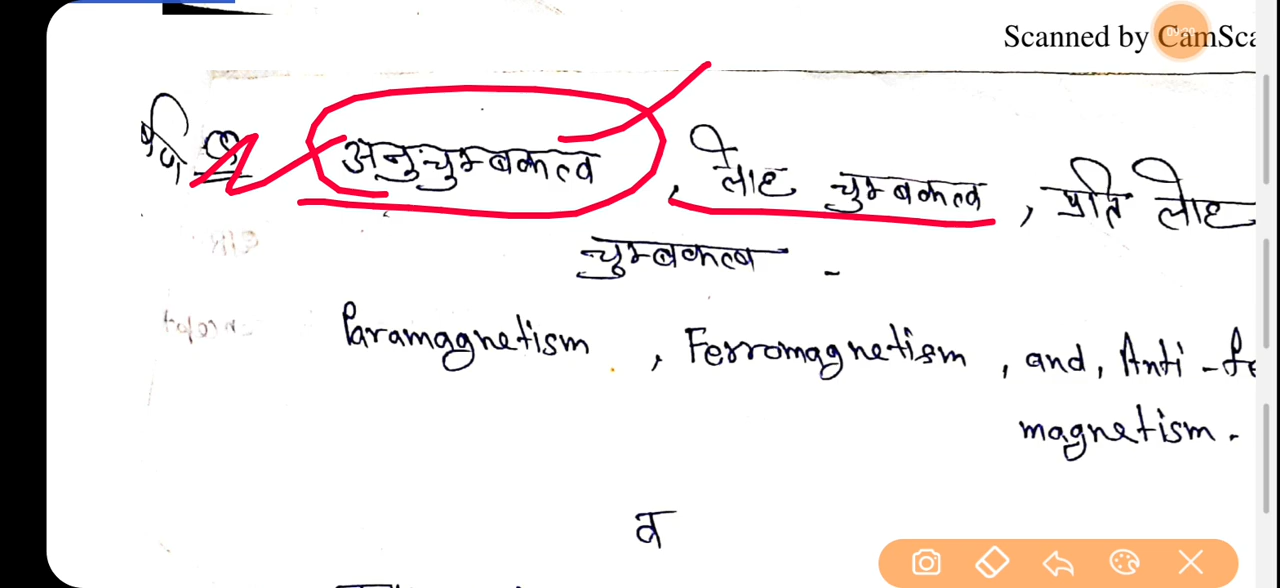 Scanned by CamSca
अनुचुम्बकत्व, लौह चुम्बकत्व, प्रति लौह
चुम्बकत्व -
Paramagnetism, Ferromagnetism, and, Anti-fe
magnetism.
व